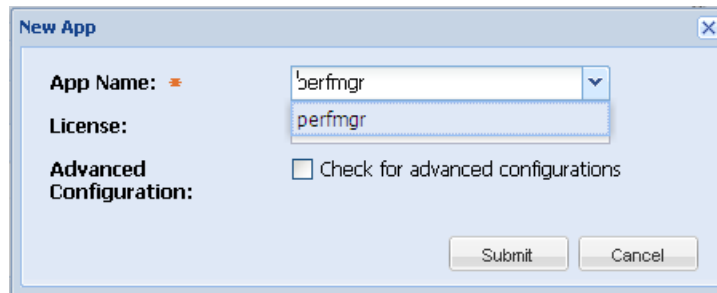 New App
App Name: *
perfmgr
perfmgr
License:
Advanced
Configuration:
Check for advanced configurations
Submit
Cancel